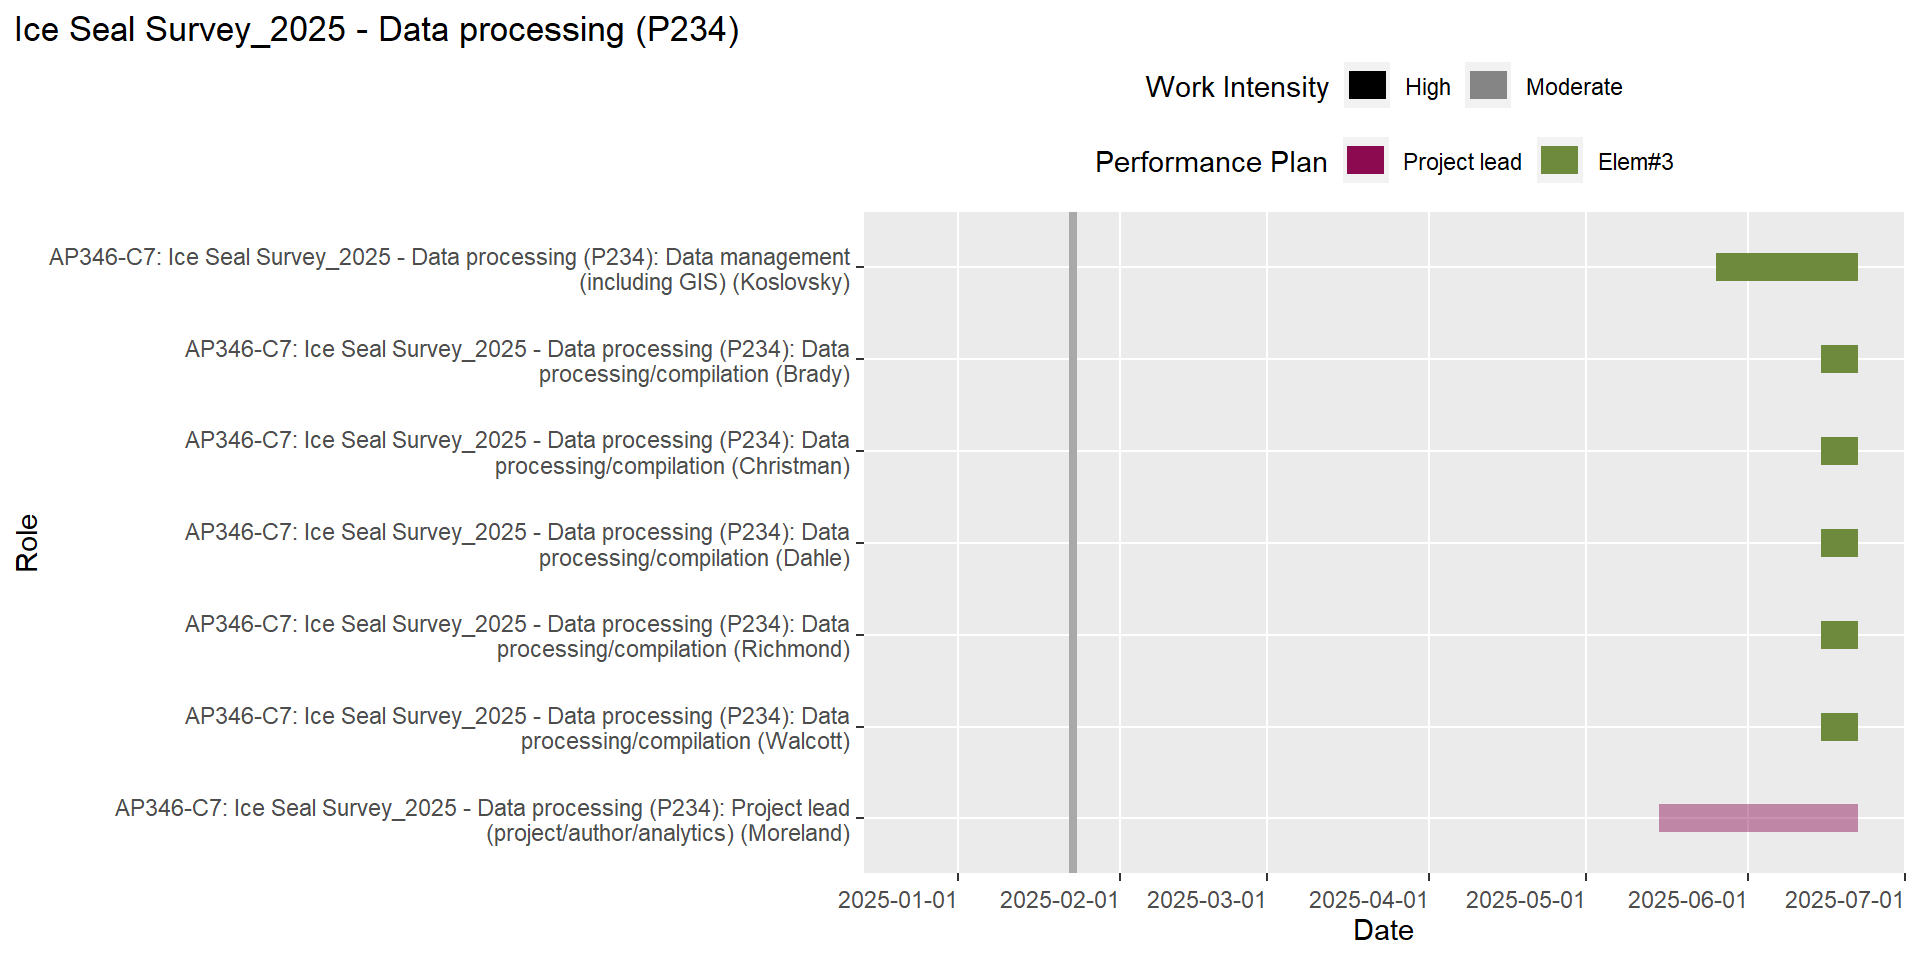 Ice Seal Survey_2025 - Data processing (P234)
Work Intensity High Moderate
Performance Plan Project lead Elem#3
AP346-C7: Ice Seal Survey_2025 - Data processing (P234): Data management
(including GIS) (Koslovsky)
AP346-C7: Ice Seal Survey_2025 - Data processing (P234): Data
processing/compilation (Brady)
AP346-C7: Ice Seal Survey_2025 - Data processing (P234): Data
processing/compilation (Christman)
AP346-C7: Ice Seal Survey_2025 - Data processing (P234): Data
processing/compilation (Dahle)
AP346-C7: Ice Seal Survey_2025 - Data processing (P234): Data
processing/compilation (Richmond)
AP346-C7: Ice Seal Survey_2025 - Data processing (P234): Data
processing/compilation (Walcott)
AP346-C7: Ice Seal Survey_2025 - Data processing (P234): Project lead
(project/author/analytics) (Moreland)
Role
2025-01-01 2025-02-01 2025-03-01 2025-04-01 2025-05-01 2025-06-01 2025-07-01
Date